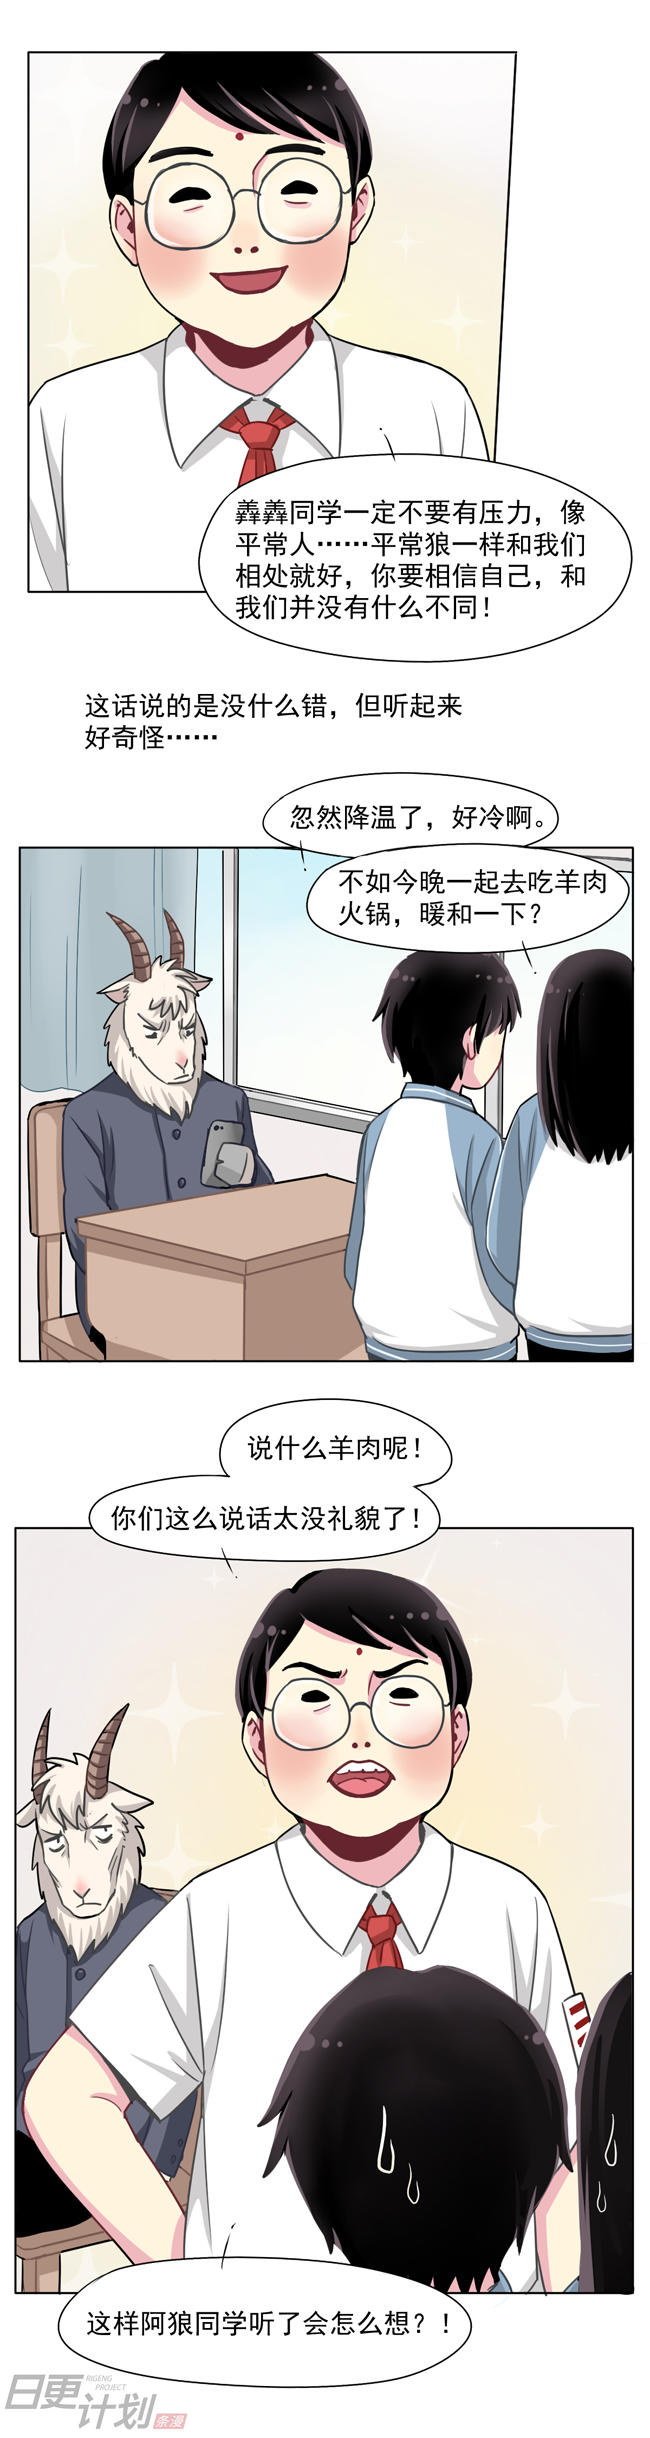 羴羴同学一定不要有压力，像
平常人……平常狼一样和我们
相处就好，你要相信自己，和
我们并没有什么不同！
这话说的是没什么错，但听起来
好奇怪……
忽然降温了，好冷啊。
不如今晚一起去吃羊肉
火锅，暖和一下？
说什么羊肉呢！
你们这么说话太没礼貌了！
这样阿狼同学听了会怎么想？！
日更
RIGENG
PROJECT
计划
条漫